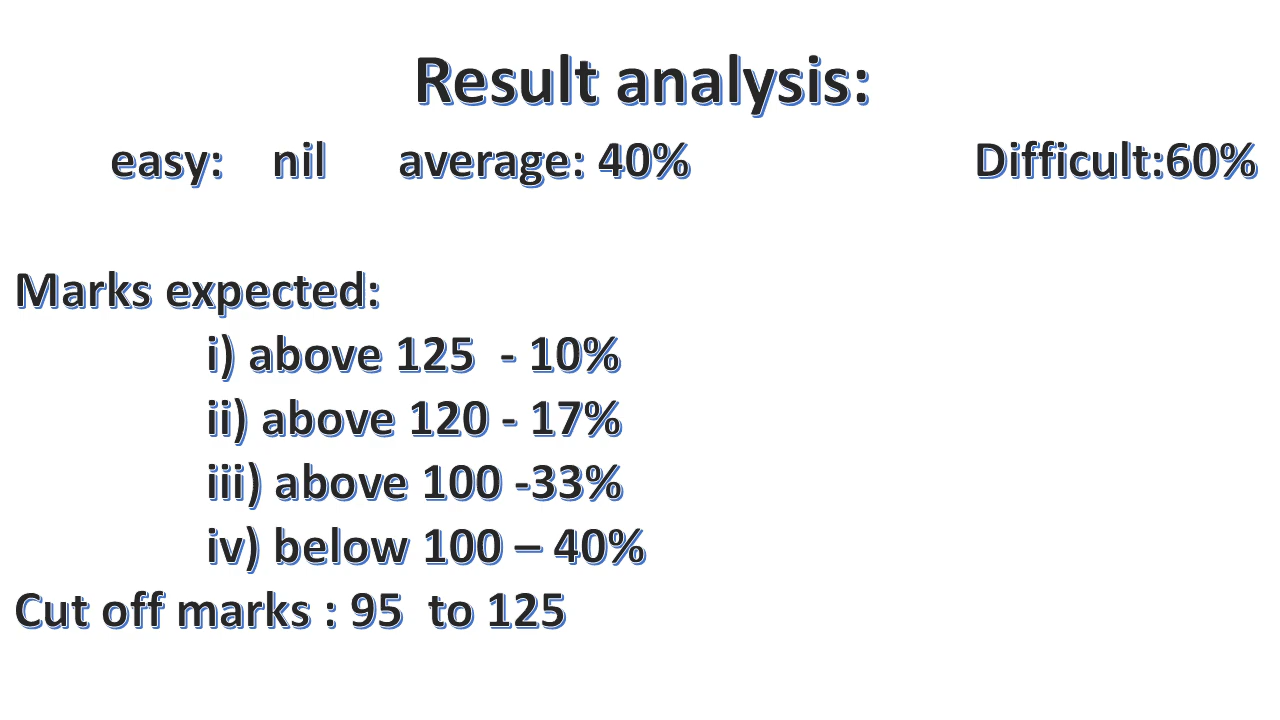 Result analysis:
easy: nil average: 40% Difficult:60%
Marks expected:
i) above 125 - 10%
ii) above 120 - 17%
iii) above 100 -33%
iv) below 100 – 40%
Cut off marks : 95 to 125